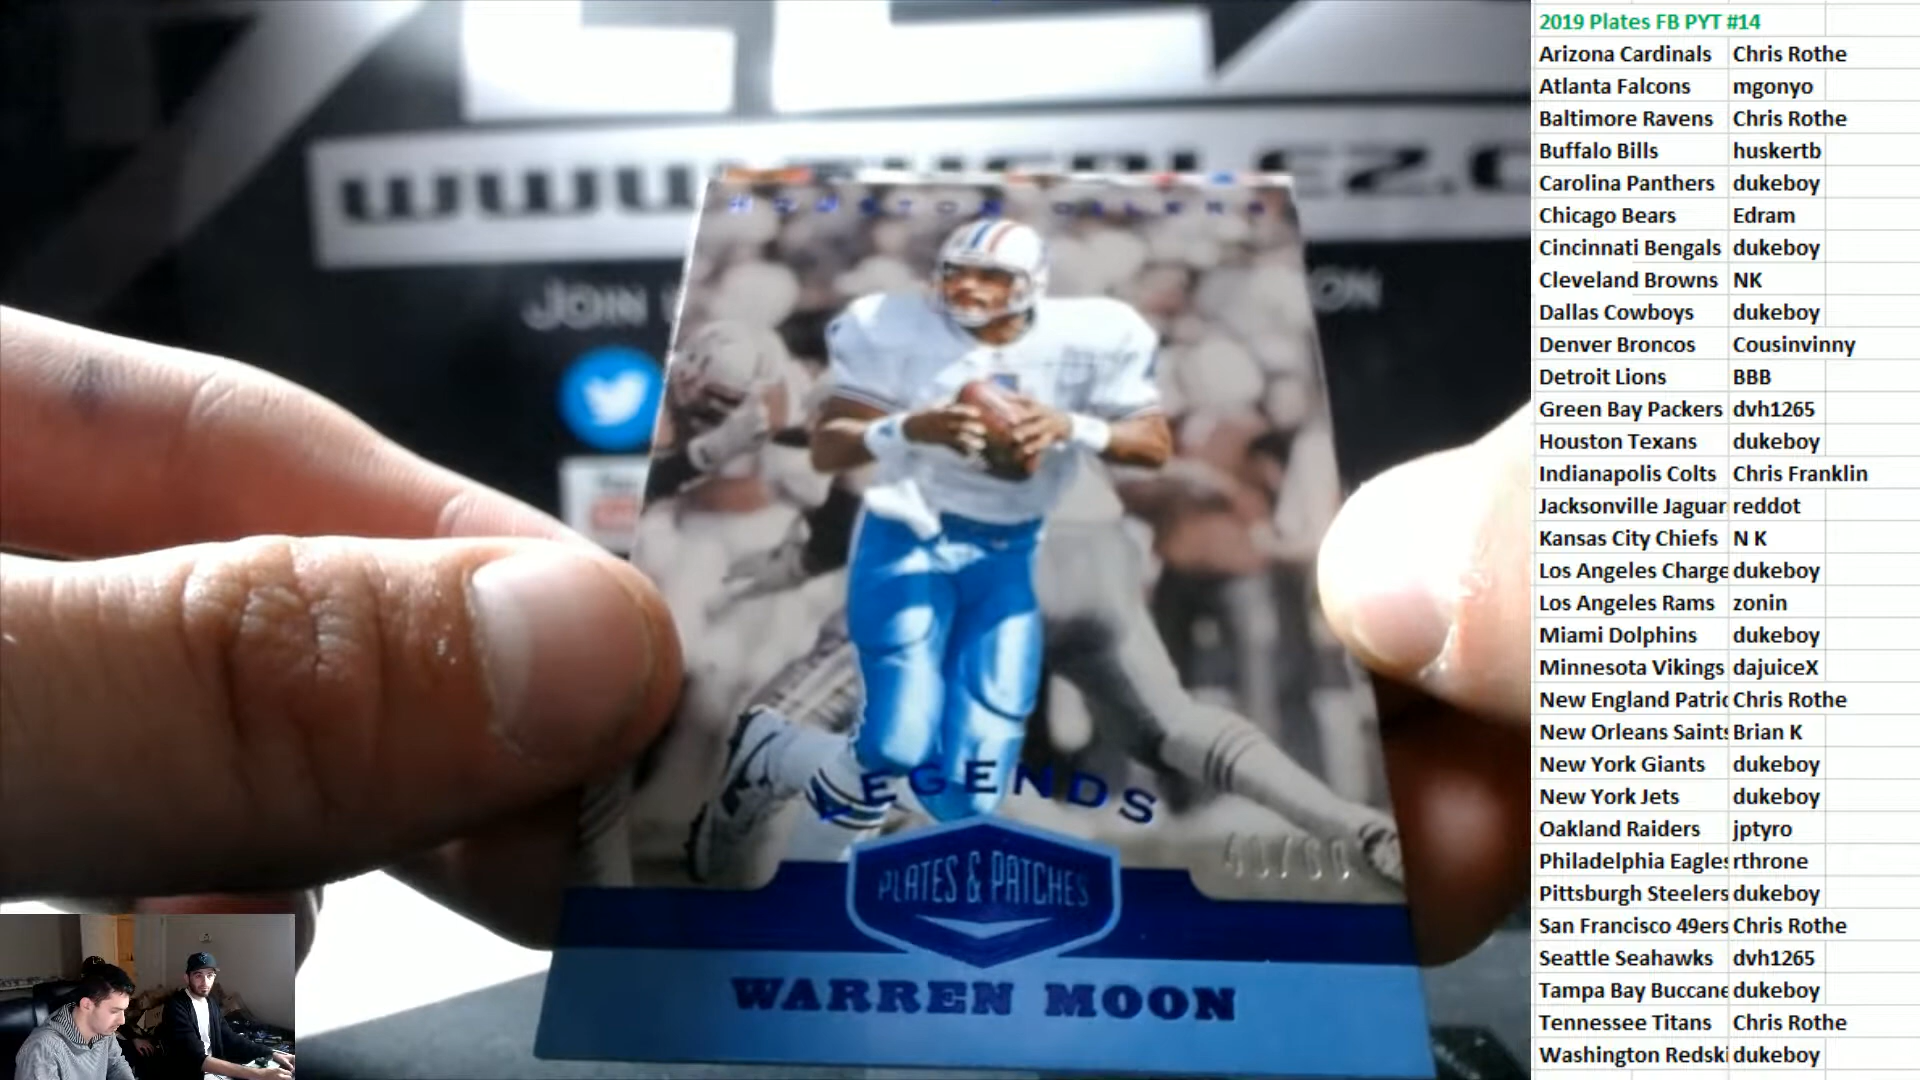 HOUSTON OILERS
JOIN
LEGENDS
PLATES & PATCHES
WARREN MOON
2019 Plates FB PYT #14
Arizona Cardinals Chris Rothe
Atlanta Falcons mgonyo
Baltimore Ravens Chris Rothe
Buffalo Bills huskertb
Carolina Panthers dukeboy
Chicago Bears Edram
Cincinnati Bengals dukeboy
Cleveland Browns NK
Dallas Cowboys dukeboy
Denver Broncos Cousinvinny
Detroit Lions BBB
Green Bay Packers dvh1265
Houston Texans dukeboy
Indianapolis Colts Chris Franklin
Jacksonville Jaguar reddot
Kansas City Chiefs N K
Los Angeles Charge dukeboy
Los Angeles Rams zonin
Miami Dolphins dukeboy
Minnesota Vikings dajuiceX
New England Patric Chris Rothe
New Orleans Saints Brian K
New York Giants dukeboy
New York Jets dukeboy
Oakland Raiders jptyro
Philadelphia Eagles rthrone
Pittsburgh Steelers dukeboy
San Francisco 49ers Chris Rothe
Seattle Seahawks dvh1265
Tampa Bay Buccane dukeboy
Tennessee Titans Chris Rothe
Washington Redski dukeboy